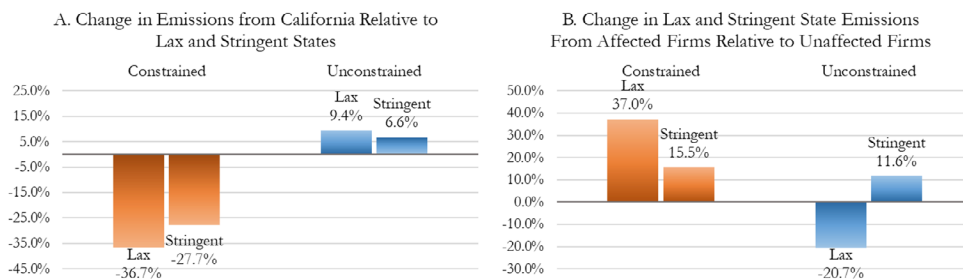 A. Change in Emissions from California Relative to
Lax and Stringent States
Constrained
Unconstrained
25.0%
15.0%
5.0%
-5.0%
-15.0%
-25.0%
-35.0%
-45.0%
Lax
-36.7%
Stringent
-27.7%
Lax
9.4%
Stringent
6.6%
B. Change in Lax and Stringent State Emissions
From Affected Firms Relative to Unaffected Firms
Constrained
Unconstrained
50.0%
40.0%
30.0%
20.0%
10.0%
0.0%
-10.0%
-20.0%
-30.0%
Lax
37.0%
Stringent
15.5%
Lax
-20.7%
Stringent
11.6%